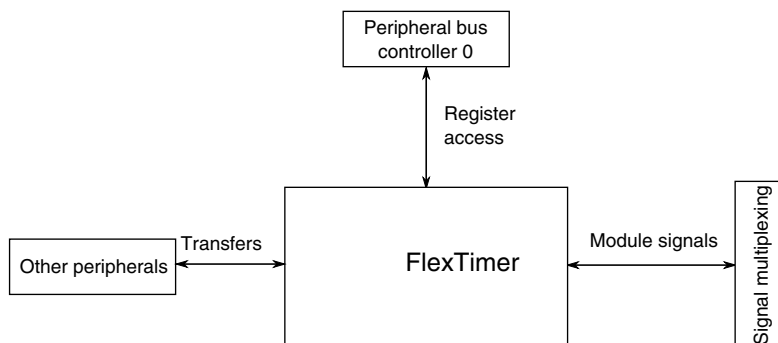 Peripheral bus
controller 0
Register
access
Transfers
Other peripherals
FlexTimer
Module signals
Signal multiplexing